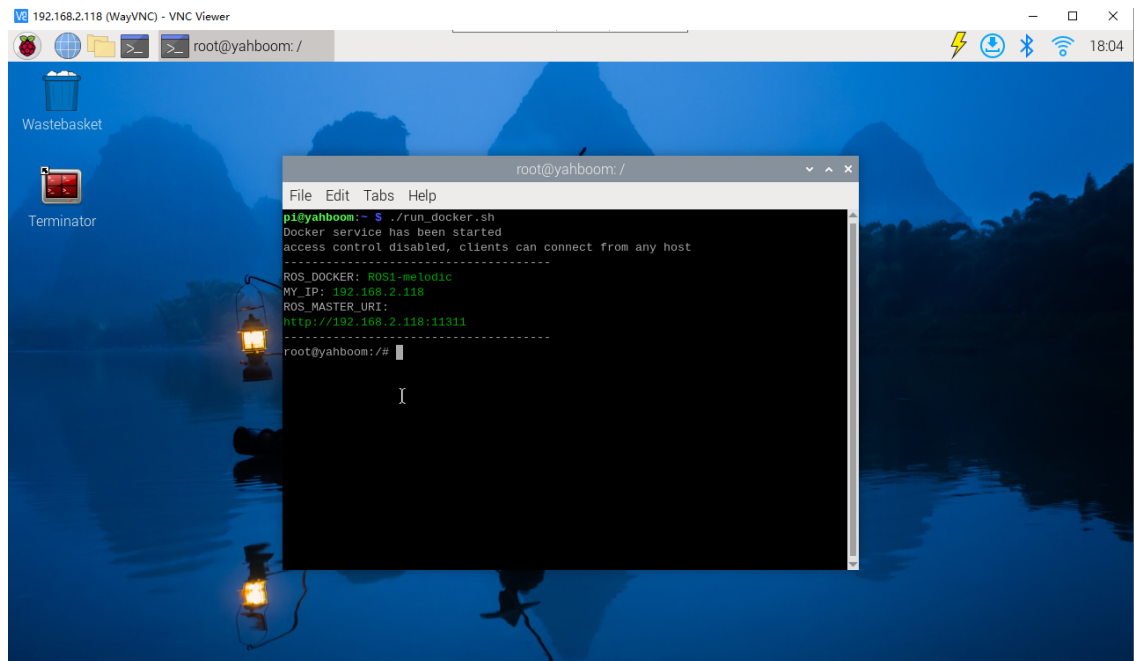 192.168.2.118 (WayVNC) - VNC Viewer
root@yahboom: /
18:04
Wastebasket
Terminator
root@yahboom: /
File Edit Tabs Help
pi@yahboom:~ $ ./run_docker.sh
Docker service has been started
access control disabled, clients can connect from any host
--------------------------------------
ROS_DOCKER: ROS1-melodic
MY_IP: 192.168.2.118
ROS_MASTER_URI:
http://192.168.2.118:11311
--------------------------------------
root@yahboom:/#